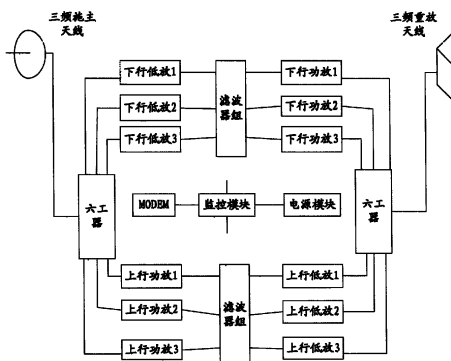 三频施主
天线
三频重放
天线
下行低放1
下行低放2
下行低放3
滤波
器组
下行功放1
下行功放2
下行功放3
六工
器
MODEM
监控模块
电源模块
六工
器
上行功放1
上行功放2
上行功放3
滤波
器组
上行低放1
上行低放2
上行低放3